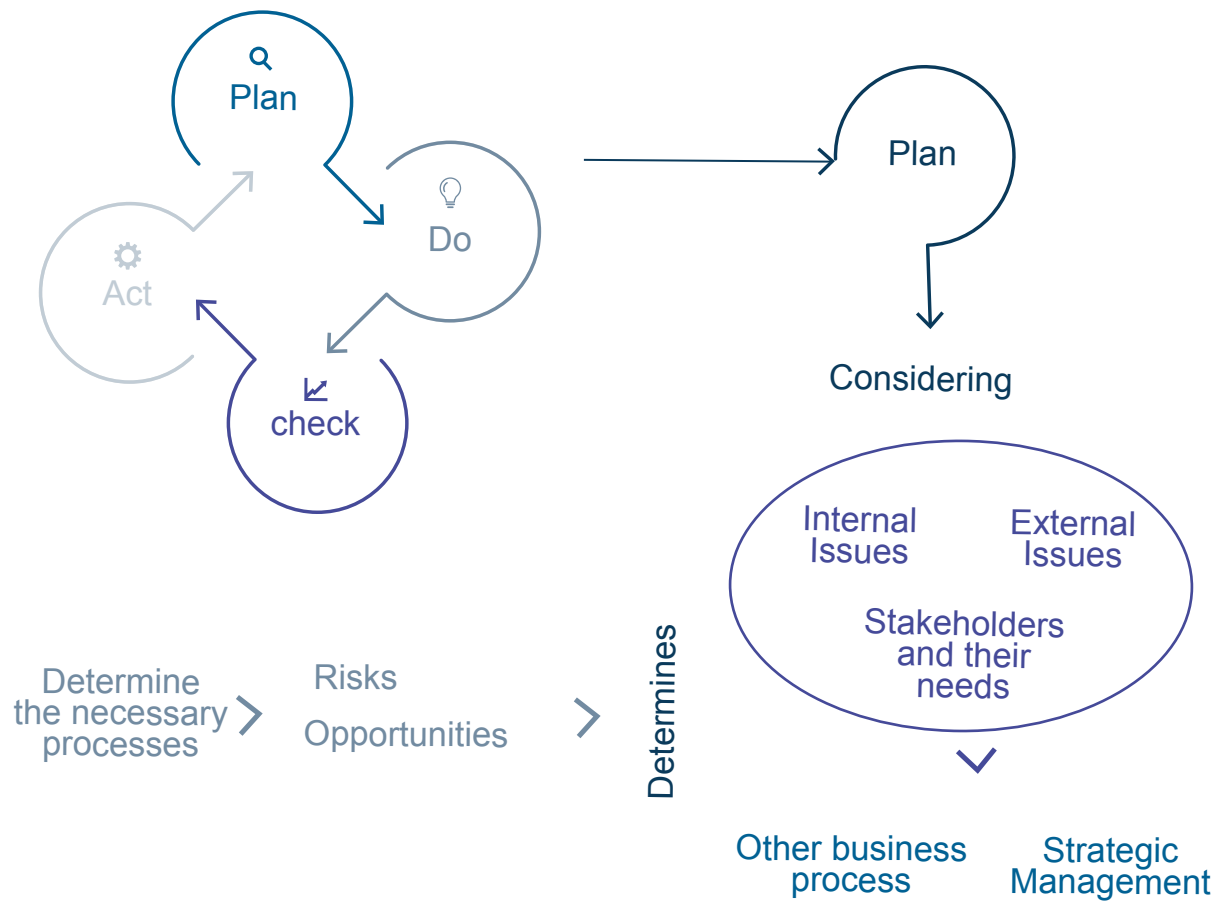 Plan
Do
Act
check
Plan
Considering
Internal
Issues
External
Issues
Stakeholders
and their
needs
Determine
the necessary
processes
Risks
Opportunities
Determines
Other business
process
Strategic
Management